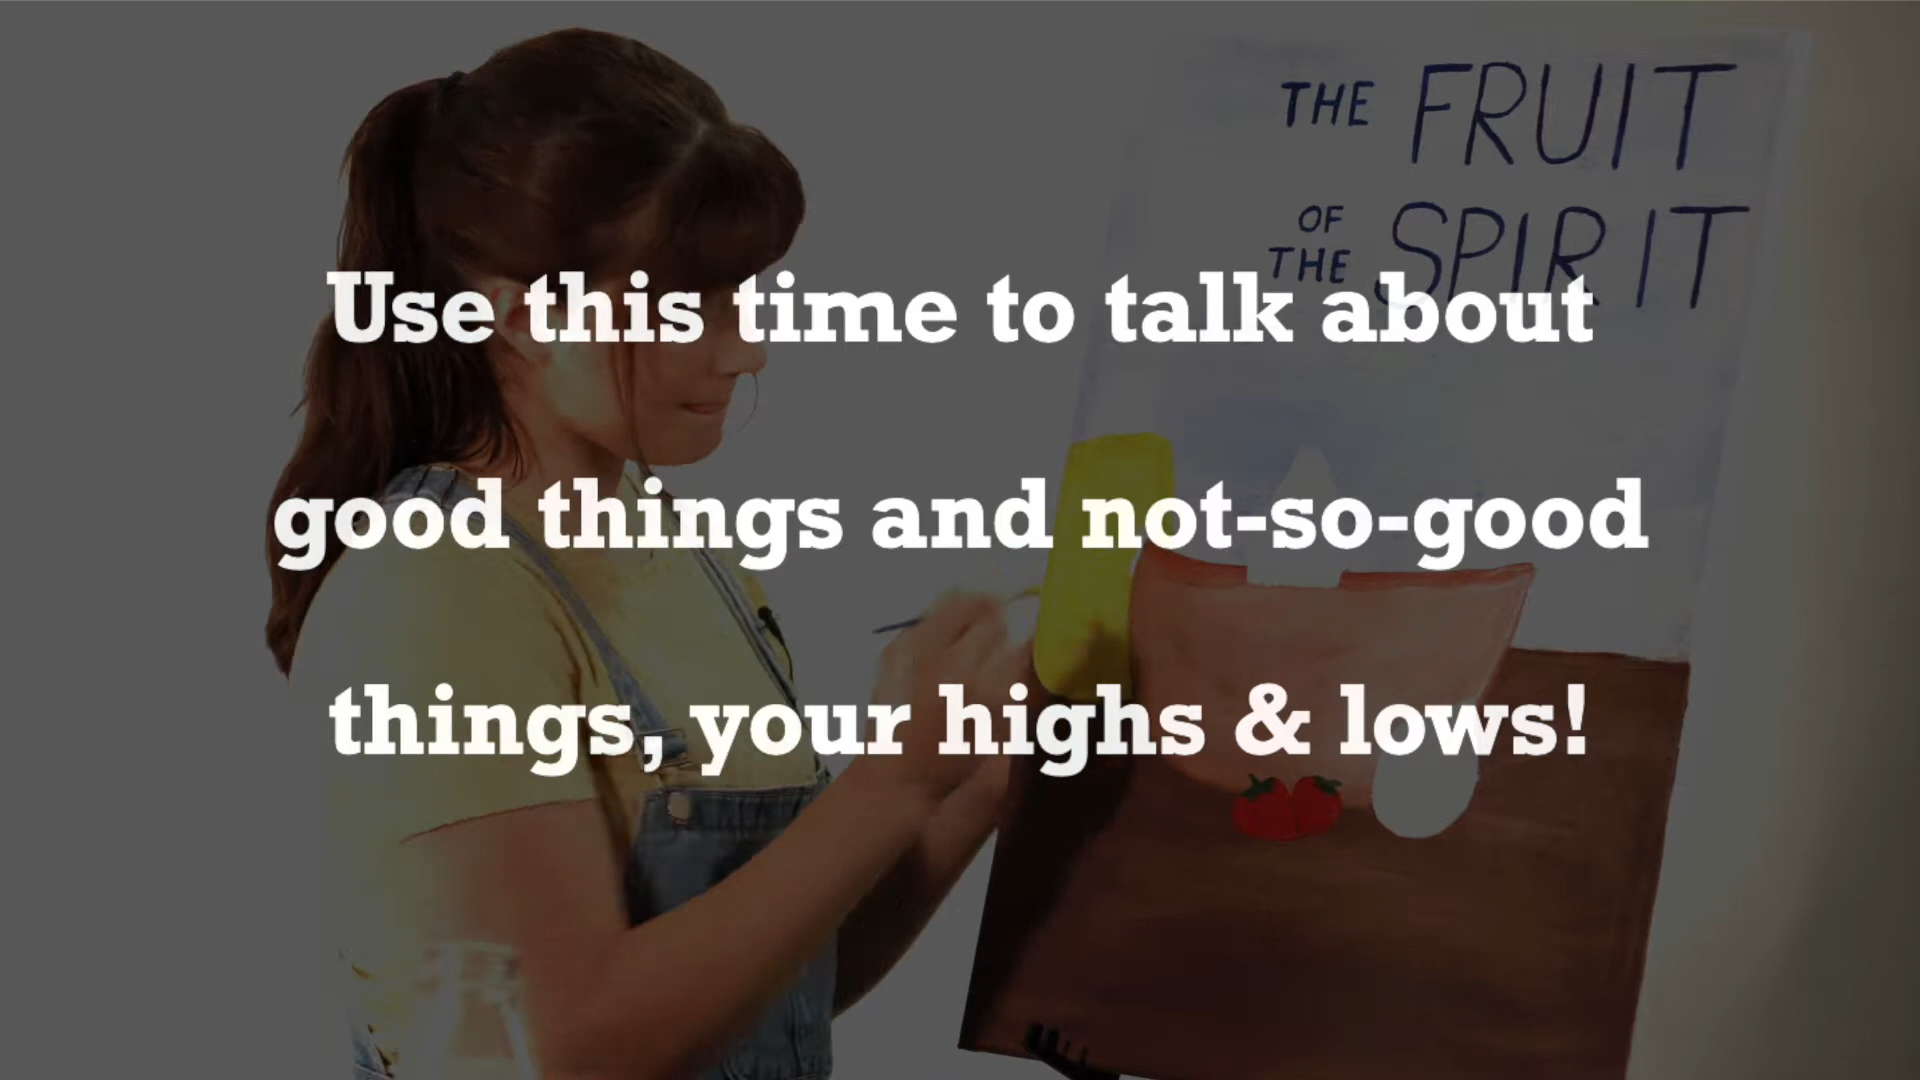 THE FRUIT
OF THE SPIRIT
Use this time to talk about
good things and not-so-good
things, your highs & lows!